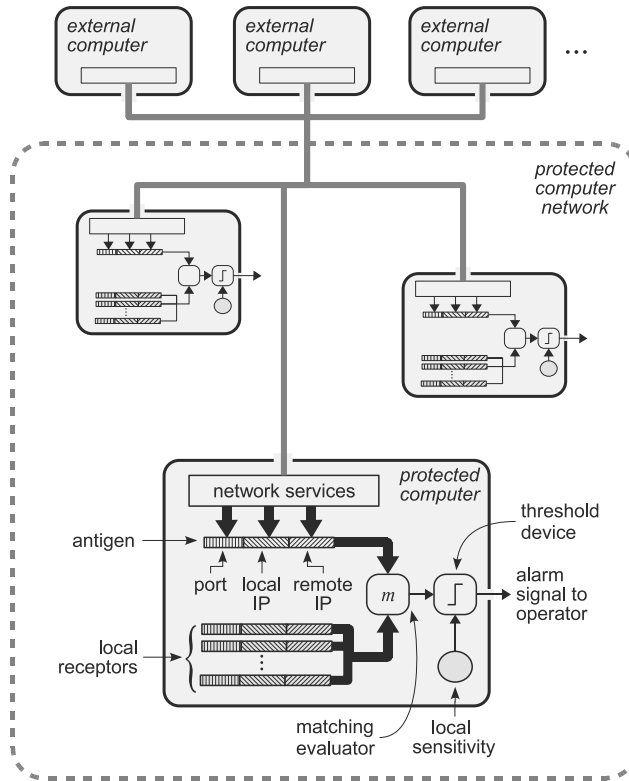 external
computer
external
computer
external
computer
...
protected
computer
network
protected
computer
network services
antigen
port
local
IP
remote
IP
threshold
device
m
alarm
signal to
operator
local
receptors
matching
evaluator
local
sensitivity